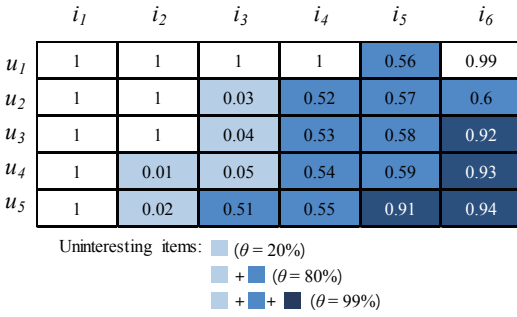 i1 i2 i3 i4 i5 i6
u1 1 1 1 1 0.56 0.99
u2 1 1 0.03 0.52 0.57 0.6
u3 1 1 0.04 0.53 0.58 0.92
u4 1 0.01 0.05 0.54 0.59 0.93
u5 1 0.02 0.51 0.55 0.91 0.94
Uninteresting items: (θ = 20%)
+ (θ = 80%)
+ + (θ = 99%)